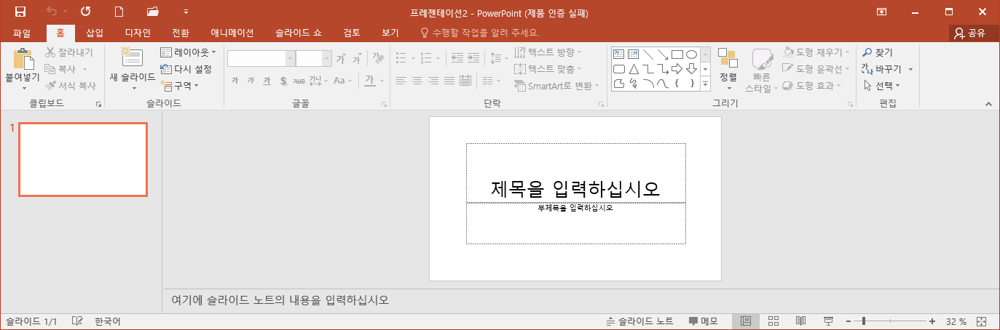 프레젠테이션2 - PowerPoint (제품 인증 실패)
파일 홈 삽입 디자인 전환 애니메이션 슬라이드 쇼 검토 보기 수행할 작업을 알려 주세요. 공유
붙여넣기
잘라내기
복사
서식 복사
클립보드
새 슬라이드
레이아웃
다시 설정
구역
슬라이드
가 가
가 가 가 가나 간난 Aa 가
글꼴
텍스트 방향
텍스트 맞춤
SmartArt로 변환
단락
정렬
빠른
스타일
도형 채우기
도형 윤곽선
도형 효과
그리기
찾기
바꾸기
선택
편집
1
제목을 입력하십시오
부제목을 입력하십시오
여기에 슬라이드 노트의 내용을 입력하십시오
슬라이드 1/1 한국어 슬라이드 노트 메모 32 %